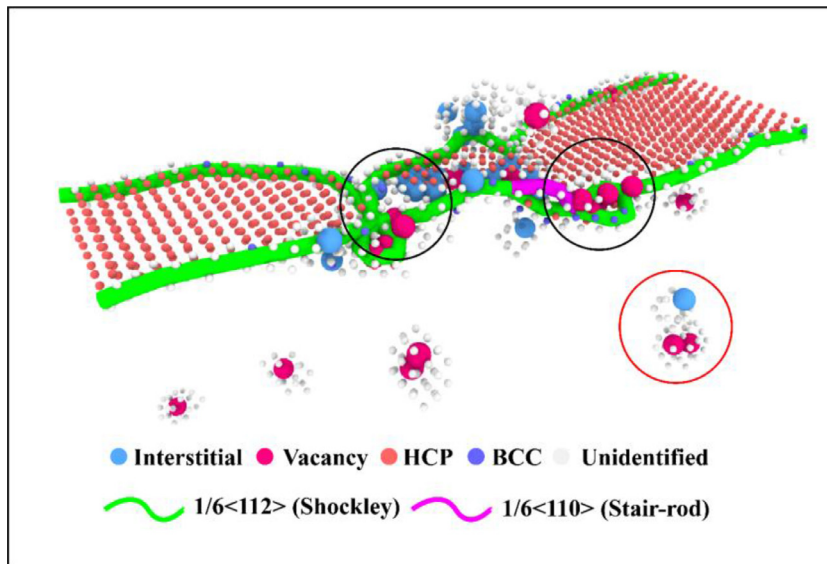 Interstitial Vacancy HCP BCC Unidentified
1/6<112> (Shockley) 1/6<110> (Stair-rod)